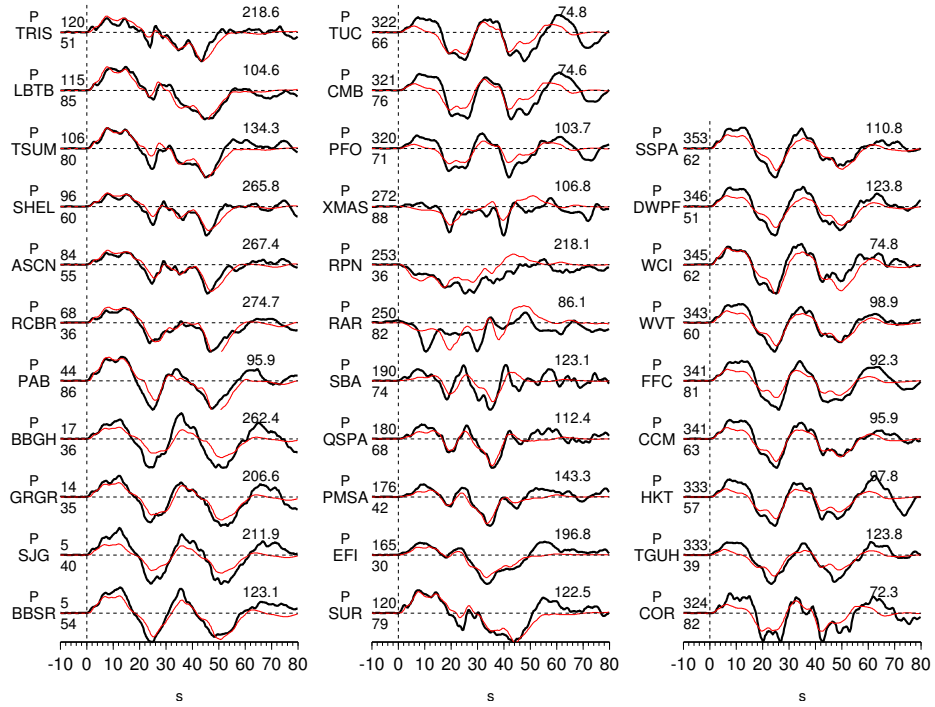 P 120 218.6
TRIS 51
P 115 104.6
LBTB 85
P 106 134.3
TSUM 80
P 96 265.8
SHEL 60
P 84 267.4
ASCN 55
P 68 274.7
RCBR 36
P 44 95.9
PAB 86
P 17 262.4
BBGH 36
P 14 206.6
GRGR 35
P 5 211.9
SJG 40
P 5 123.1
BBSR 54
-10 0 10 20 30 40 50 60 70 80
s
P 322 74.8
TUC 66
P 321 74.6
CMB 76
P 320 103.7
PFO 71
P 272 106.8
XMAS 88
P 253 218.1
RPN 36
P 250 86.1
RAR 82
P 190 123.1
SBA 74
P 180 112.4
QSPA 68
P 176 143.3
PMSA 42
P 165 196.8
EFI 30
P 120 122.5
SUR 79
-10 0 10 20 30 40 50 60 70 80
s
P 353 110.8
SSPA 62
P 346 123.8
DWPF 51
P 345 74.8
WCI 62
P 343 98.9
WVT 60
P 341 92.3
FFC 81
P 341 95.9
CCM 63
P 333 97.8
HKT 57
P 333 123.8
TGUH 39
P 324 72.3
COR 82
-10 0 10 20 30 40 50 60 70 80
s